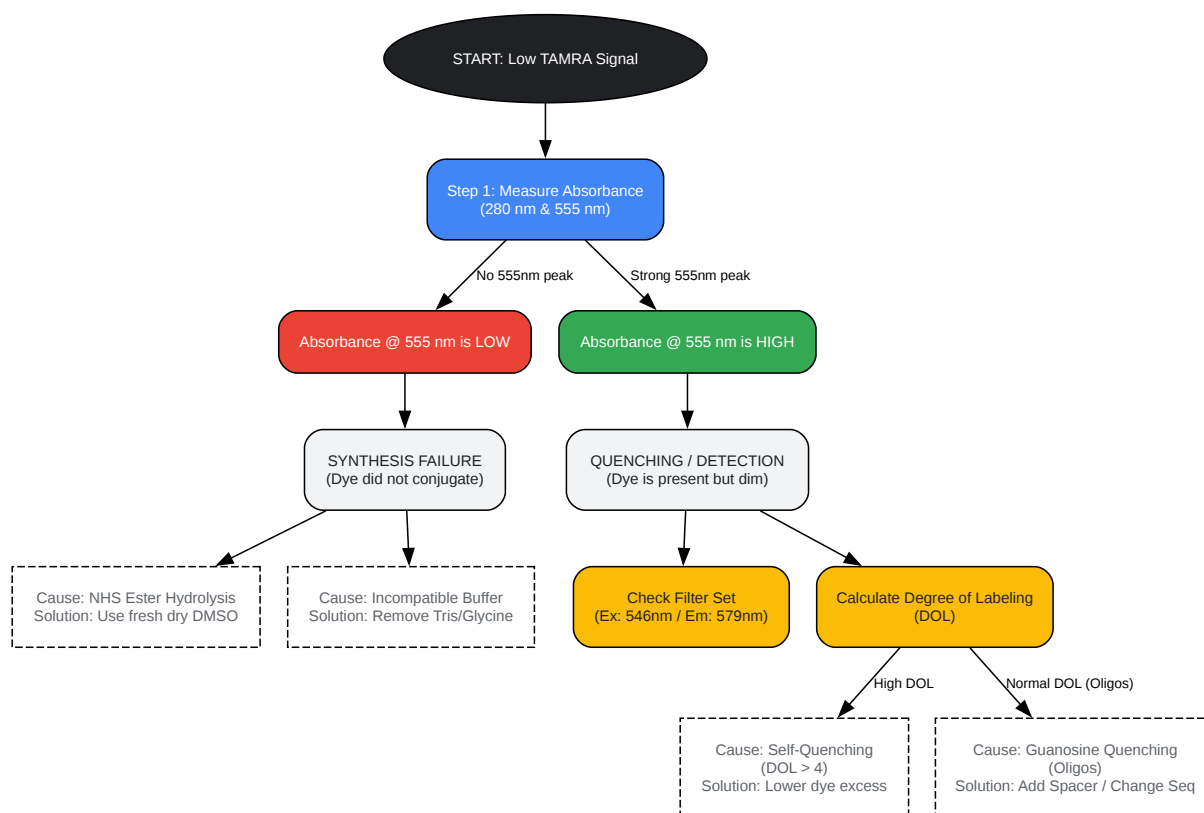 START: Low TAMRA Signal
Step 1: Measure Absorbance
(280 nm & 555 nm)
No 555nm peak
Strong 555nm peak
Absorbance @ 555 nm is LOW
Absorbance @ 555 nm is HIGH
SYNTHESIS FAILURE
(Dye did not conjugate)
QUENCHING / DETECTION
(Dye is present but dim)
Cause: NHS Ester Hydrolysis
Solution: Use fresh dry DMSO
Cause: Incompatible Buffer
Solution: Remove Tris/Glycine
Check Filter Set
(Ex: 546nm / Em: 579nm)
Calculate Degree of Labeling
(DOL)
High DOL
Normal DOL (Oligos)
Cause: Self-Quenching
(DOL > 4)
Solution: Lower dye excess
Cause: Guanosine Quenching
(Oligos)
Solution: Add Spacer / Change Seq